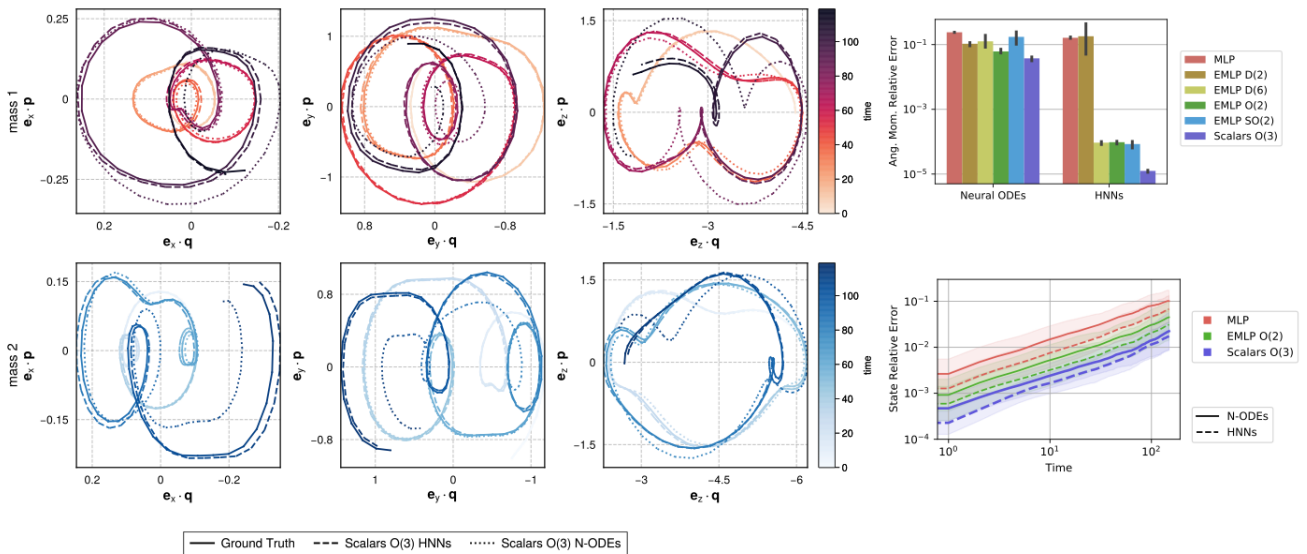 mass 1
e_x · p
0.25
0
−0.25
0.2
0
−0.2
e_x · q
e_y · p
1
0
−1
0.8
0
−0.8
e_y · q
e_z · p
1.5
0
−1.5
−1.5
−3
−4.5
e_z · q
100
80
60
40
20
0
time
Ang. Mom. Relative Error
10⁻¹
10⁻³
10⁻⁵
Neural ODEs
HNNs
MLP
EMLP D(2)
EMLP D(6)
EMLP O(2)
EMLP SO(2)
Scalars O(3)
mass 2
e_x · p
0.15
0
−0.15
0.2
0
−0.2
e_x · q
e_y · p
0.8
0
−0.8
1
0
−1
e_y · q
e_z · p
1.5
0
−1.5
−3
−4.5
−6
e_z · q
100
80
60
40
20
0
time
State Relative Error
10⁻¹
10⁻²
10⁻³
10⁻⁴
10⁰
10¹
10²
Time
MLP
EMLP O(2)
Scalars O(3)
N-ODEs
HNNs
Ground Truth
Scalars O(3) HNNs
Scalars O(3) N-ODEs